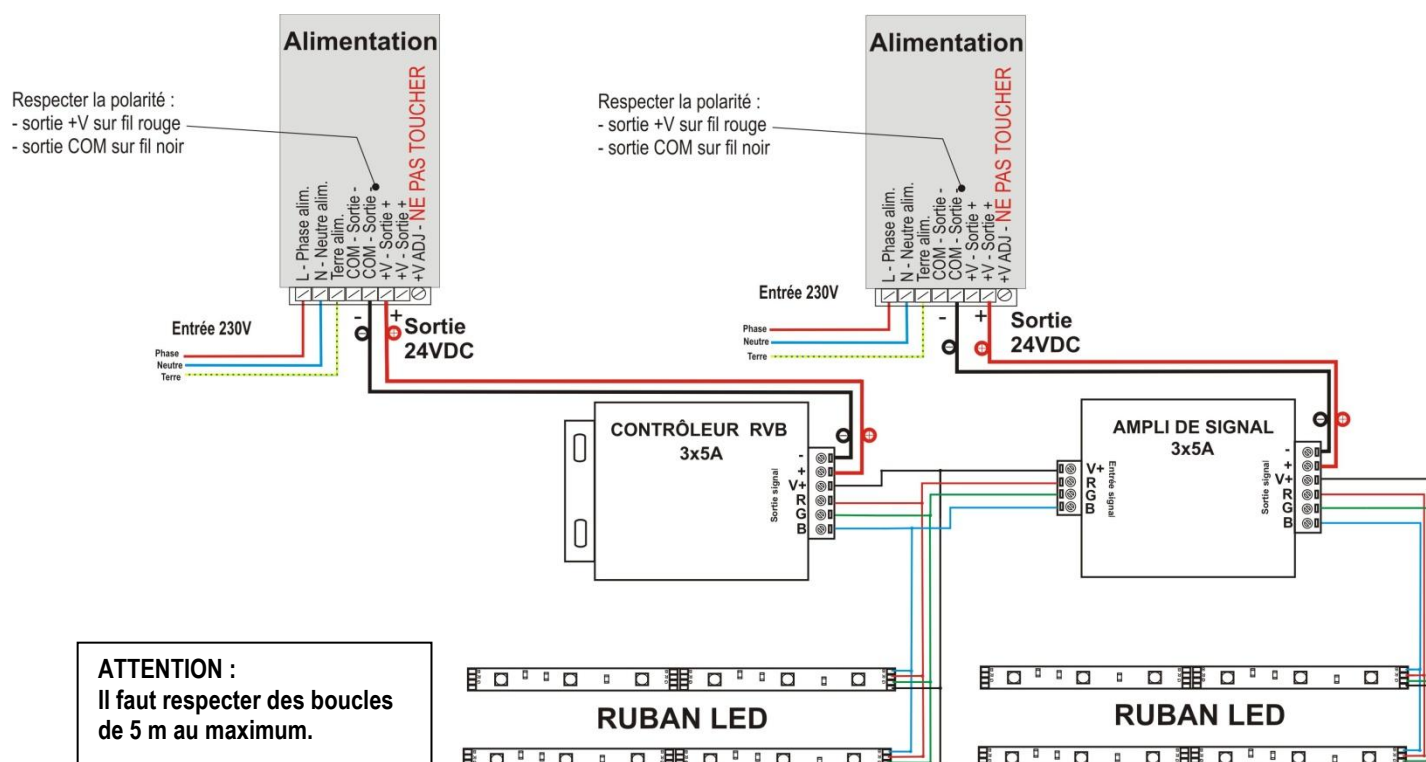 Alimentation
Respecter la polarité :
- sortie +V sur fil rouge
- sortie COM sur fil noir
L - Phase alim.
N - Neutre alim.
Terre alim.
COM - Sortie -
COM - Sortie -
+V - Sortie +
+V - Sortie +
+V ADJ - NE PAS TOUCHER
Entrée 230V
Phase
Neutre
Terre
- +
Sortie
24VDC
Alimentation
Respecter la polarité :
- sortie +V sur fil rouge
- sortie COM sur fil noir
L - Phase alim.
N - Neutre alim.
Terre alim.
COM - Sortie -
COM - Sortie -
+V - Sortie +
+V - Sortie +
+V ADJ - NE PAS TOUCHER
Entrée 230V
Phase
Neutre
Terre
- +
Sortie
24VDC
CONTRÔLEUR RVB
3x5A
Sortie signal
-
+
V+
R
G
B
AMPLI DE SIGNAL
3x5A
V+
R
G
B
Entrée signal
Sortie signal
-
+
V+
R
G
B
ATTENTION :
Il faut respecter des boucles
de 5 m au maximum.
RUBAN LED
RUBAN LED